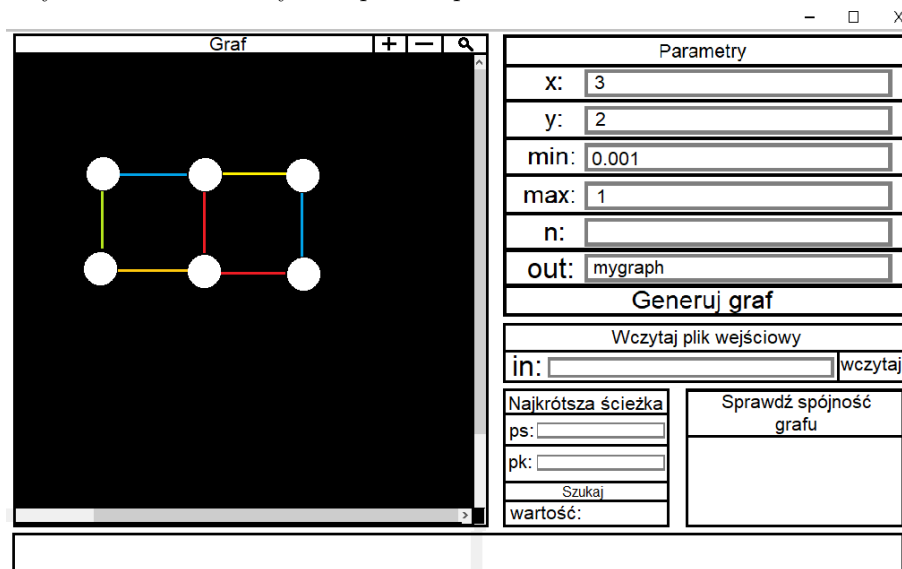 Graf
Parametry
x: 3
y: 2
min: 0.001
max: 1
n:
out: mygraph
Generuj graf
Wczytaj plik wejściowy
in: wczytaj
Najkrótsza ścieżka
ps:
pk:
Szukaj
wartość:
Sprawdź spójność
grafu